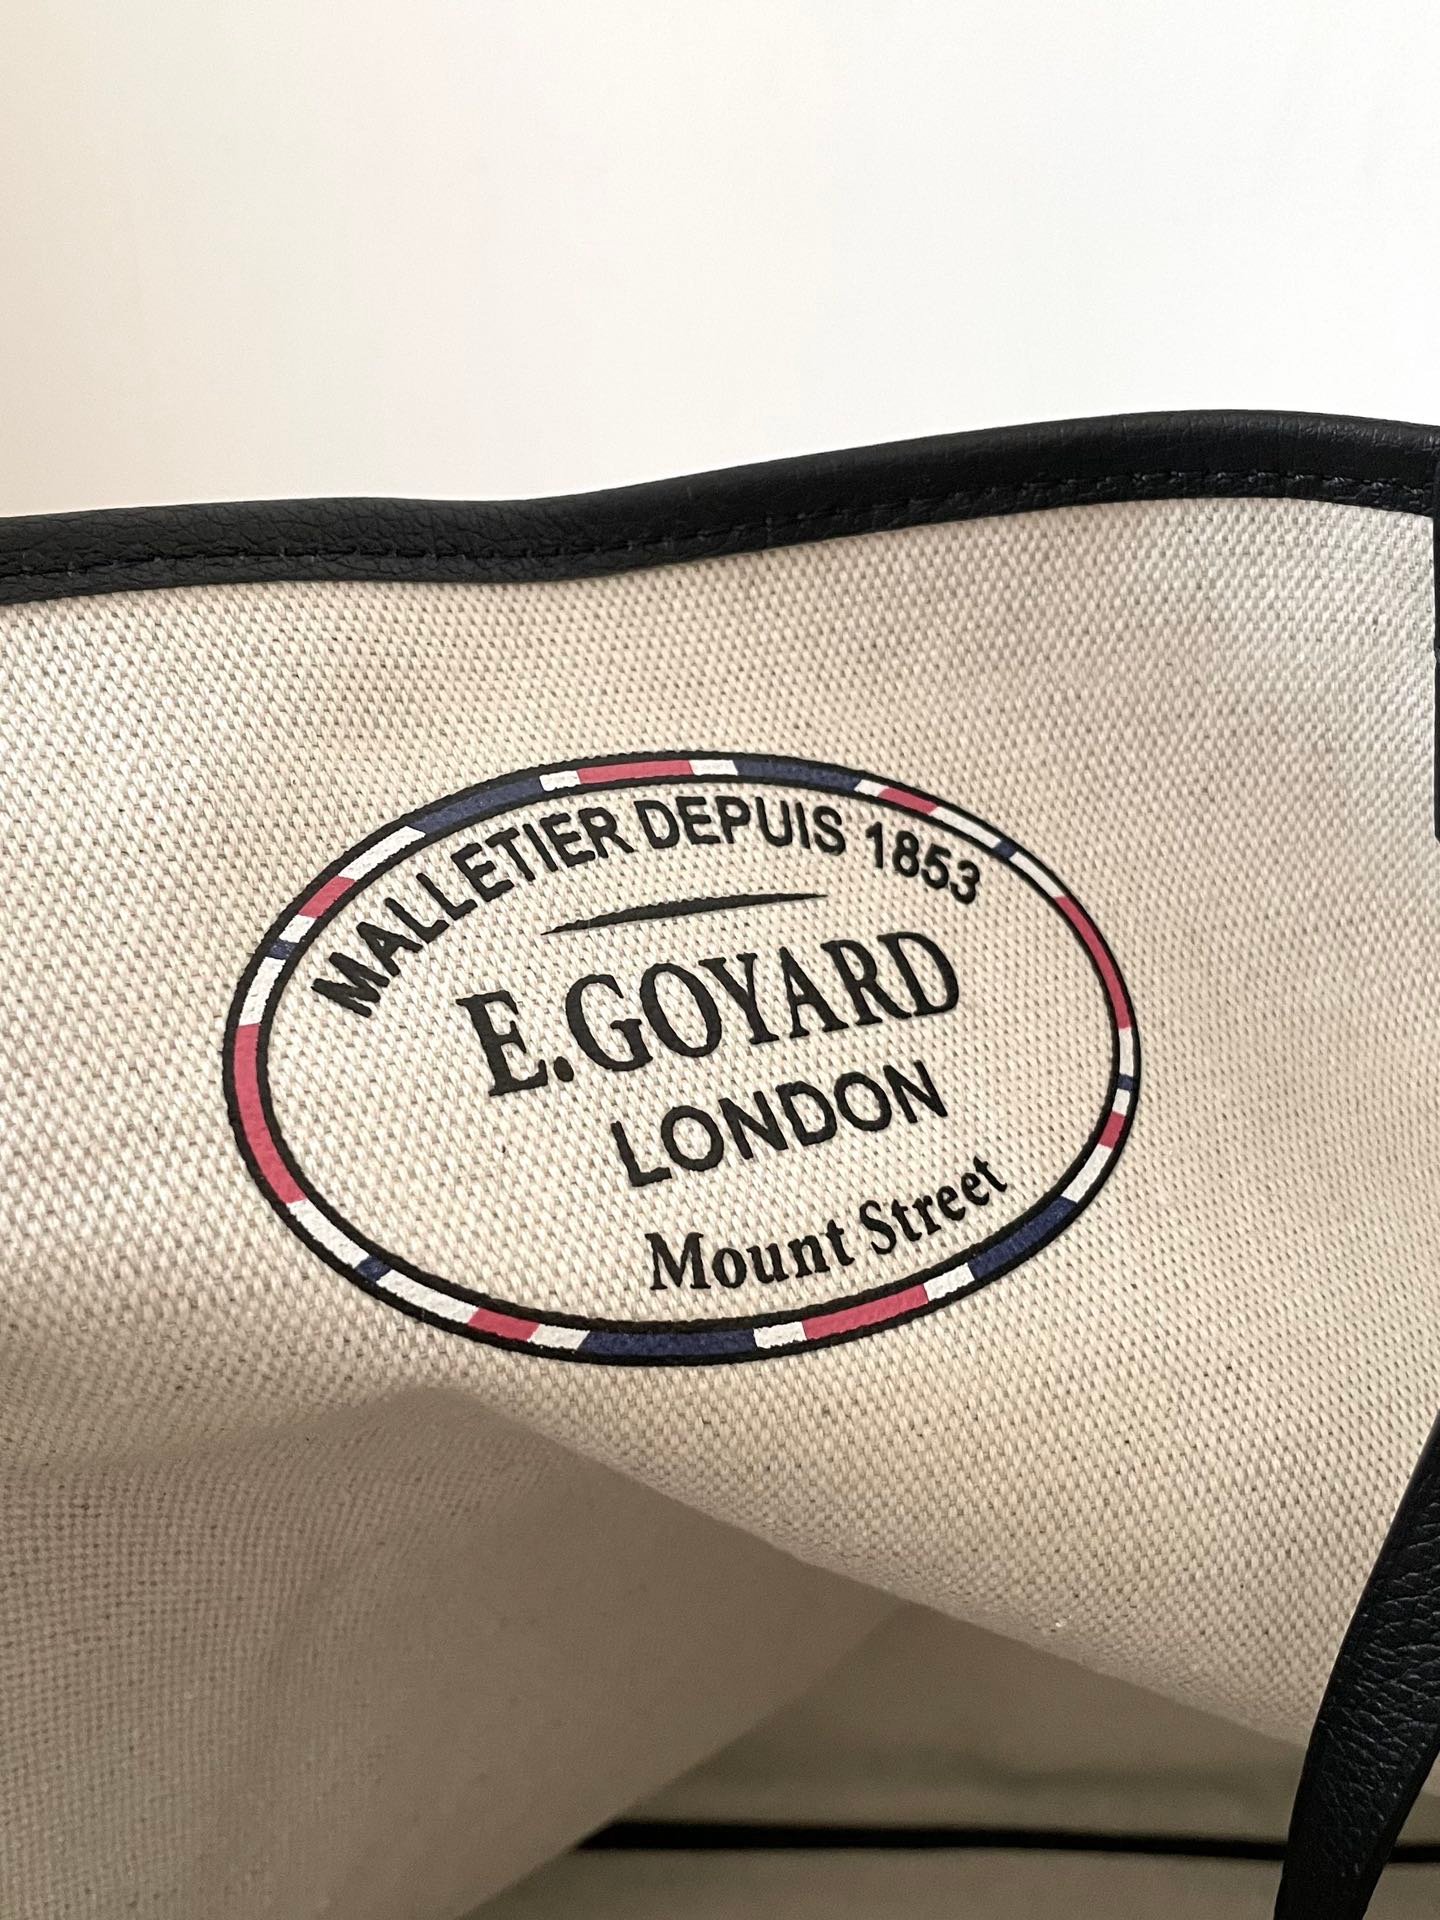 MALLETIER DEPUIS 1853
E.GOYARD
LONDON
Mount Street